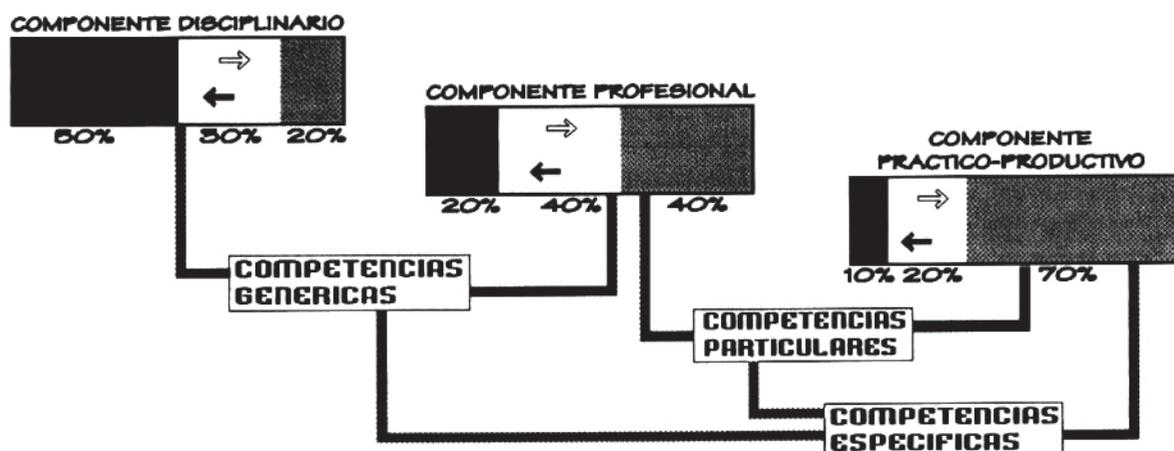 COMPONENTE DISCIPLINARIO
50% 30% 20%
COMPONENTE PROFESIONAL
20% 40% 40%
COMPONENTE
PRACTICO-PRODUCTIVO
10% 20% 70%
COMPETENCIAS
GENERICAS
COMPETENCIAS
PARTICULARES
COMPETENCIAS
ESPECIFICAS